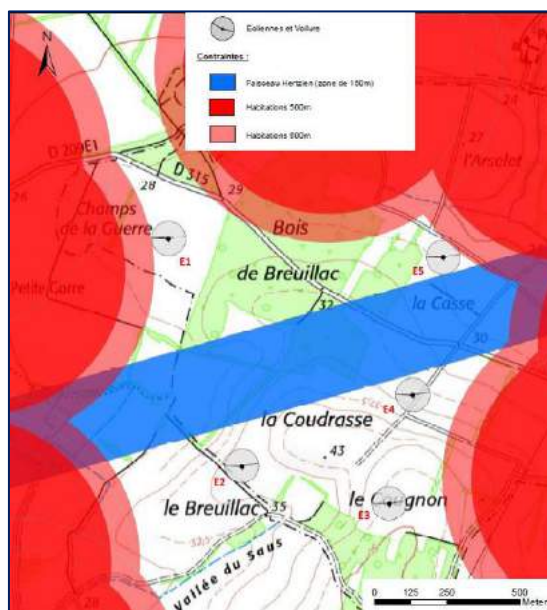 Eoliennes et Voilure
Contraintes :
Faisceau Hertzien (zone de 150m)
Habitations 500m
Habitations 600m
N
D 209E1
D 315
28
29
24
27
l'Arsolet
Champs
de la Guerre
E1
Bois
de Breuillac
E5
Petite Garre
32
la Casse
30
E4
la Coudrasse
43
E2
le Breuillac
35
E3
Vallée du Saus
0 125 250 500